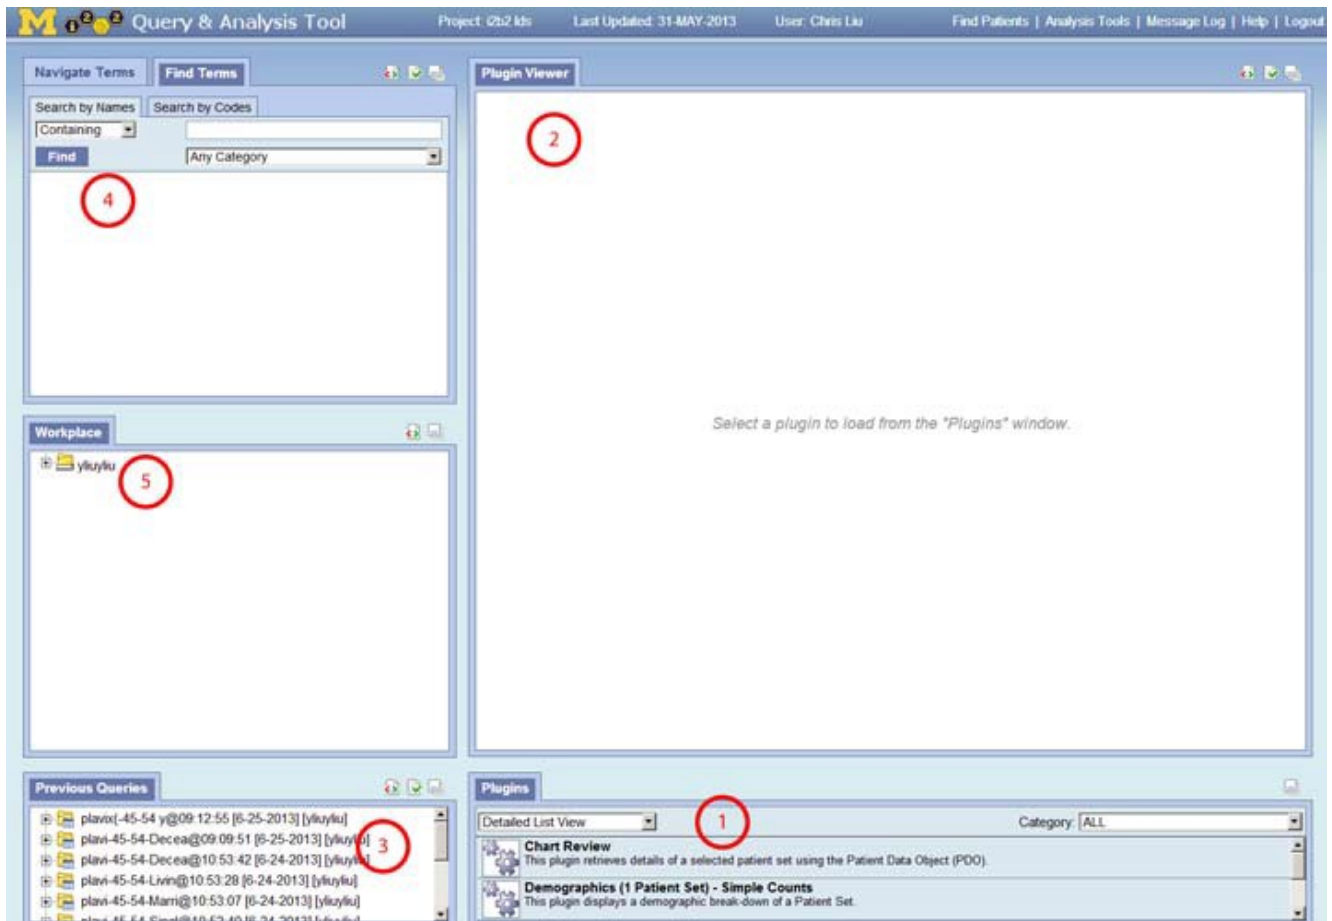 M i2b2 Query & Analysis Tool Project: i2b2 lds Last Updated: 31-MAY-2013 User: Chris Liu Find Patients | Analysis Tools | Message Log | Help | Logout
Navigate Terms Find Terms
Search by Names Search by Codes
Containing
Find Any Category
4
Workplace
yliuyliu
5
Previous Queries
plavix(-45-54 y@09:12:55 [6-25-2013] [yliuyliu]
plavi-45-54-Decea@09:09:51 [6-25-2013] [yliuyliu]
3
plavi-45-54-Decea@10:53:42 [6-24-2013] [yliuyliu]
plavi-45-54-Livin@10:53:28 [6-24-2013] [yliuyliu]
plavi-45-54-Marri@10:53:07 [6-24-2013] [yliuyliu]
Plugin Viewer
2
Select a plugin to load from the "Plugins" window.
Plugins
Detailed List View 1 Category: ALL
Chart Review
This plugin retrieves details of a selected patient set using the Patient Data Object (PDO).
Demographics (1 Patient Set) - Simple Counts
This plugin displays a demographic break-down of a Patient Set.